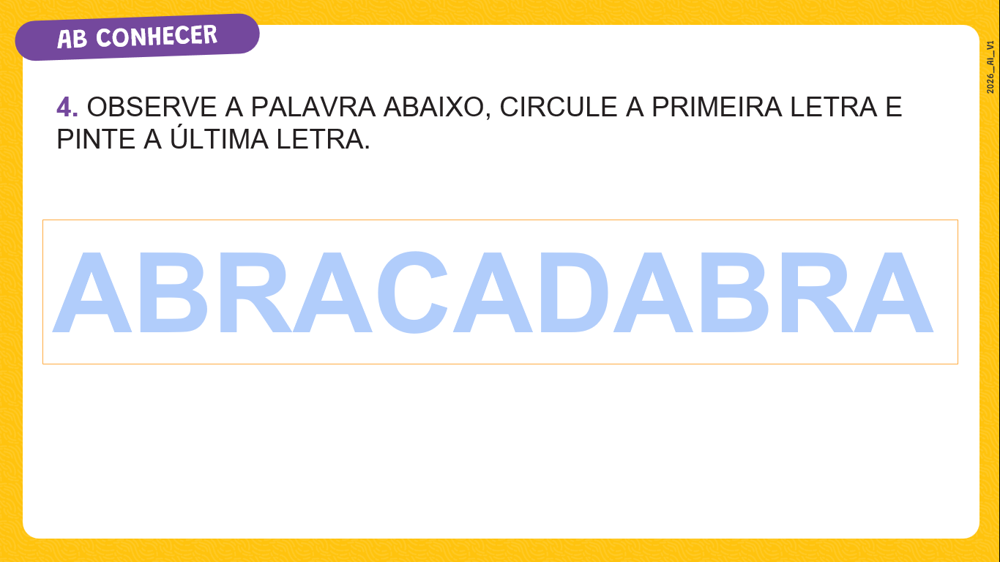 AB CONHECER
2026_AI_V1
4. OBSERVE A PALAVRA ABAIXO, CIRCULE A PRIMEIRA LETRA E
PINTE A ÚLTIMA LETRA.
ABRACADABRA